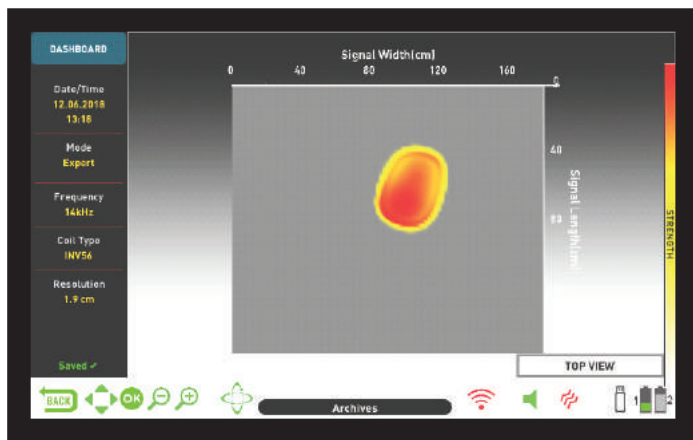 DASHBOARD
Date/Time
12.06.2018
13:18
Mode
Expert
Frequency
14kHz
Coil Type
INV56
Resolution
1.9 cm
Saved ✓
Signal Width[cm]
0 40 80 120 160
0
40
80
Signal Length[cm]
STRENGTH
TOP VIEW
BACK
OK
Archives
1
2